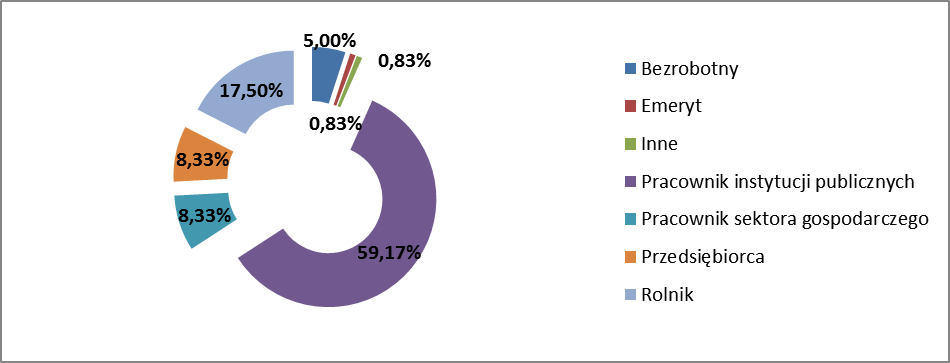 5,00%
0,83%
0,83%
17,50%
8,33%
8,33%
59,17%
Bezrobotny
Emeryt
Inne
Pracownik instytucji publicznych
Pracownik sektora gospodarczego
Przedsiębiorca
Rolnik